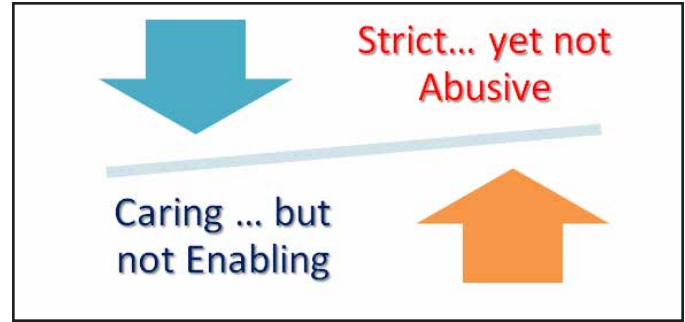 Strict... yet not
Abusive
Caring ... but
not Enabling